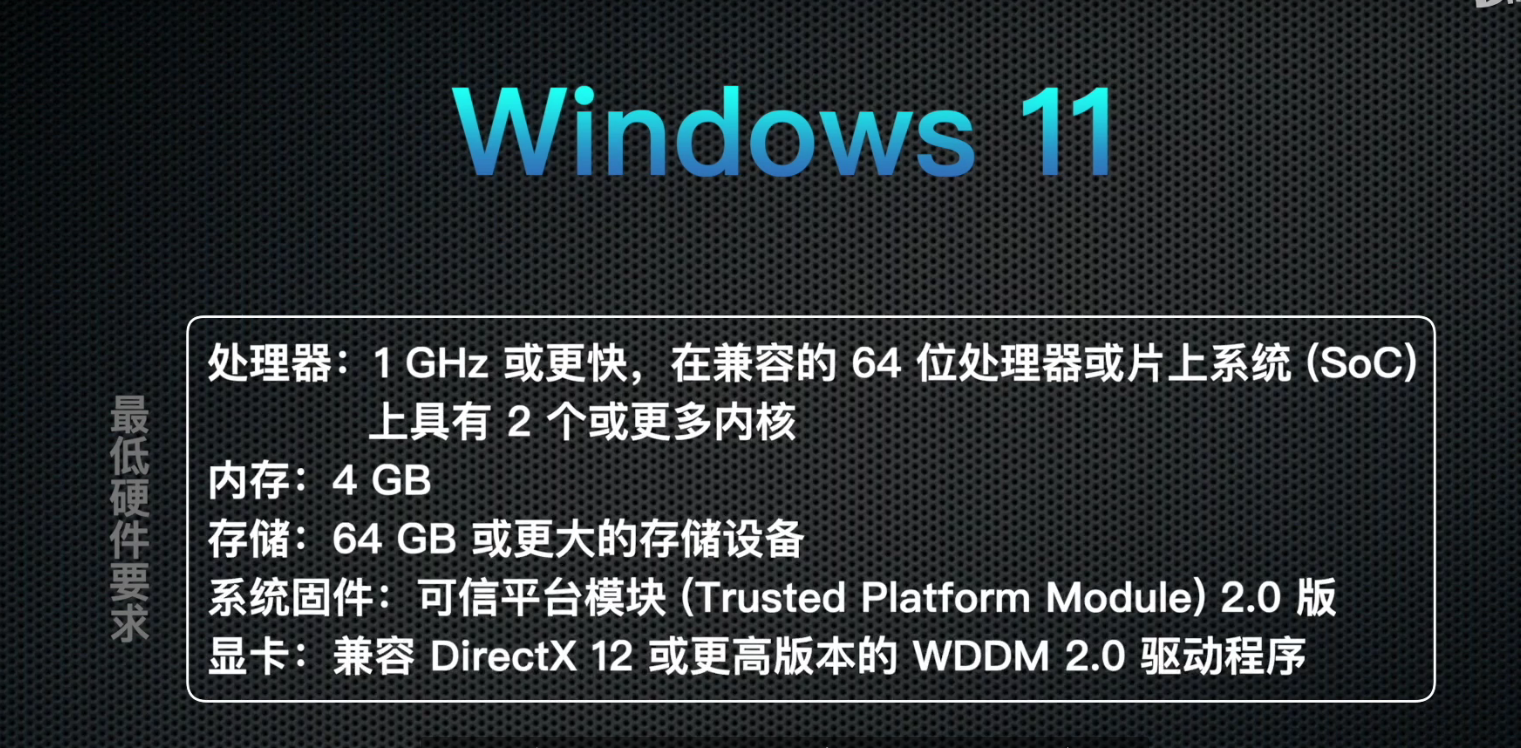 Windows 11
最低硬件要求
处理器：1 GHz 或更快，在兼容的 64 位处理器或片上系统 (SoC)
上具有 2 个或更多内核
内存：4 GB
存储：64 GB 或更大的存储设备
系统固件：可信平台模块 (Trusted Platform Module) 2.0 版
显卡：兼容 DirectX 12 或更高版本的 WDDM 2.0 驱动程序